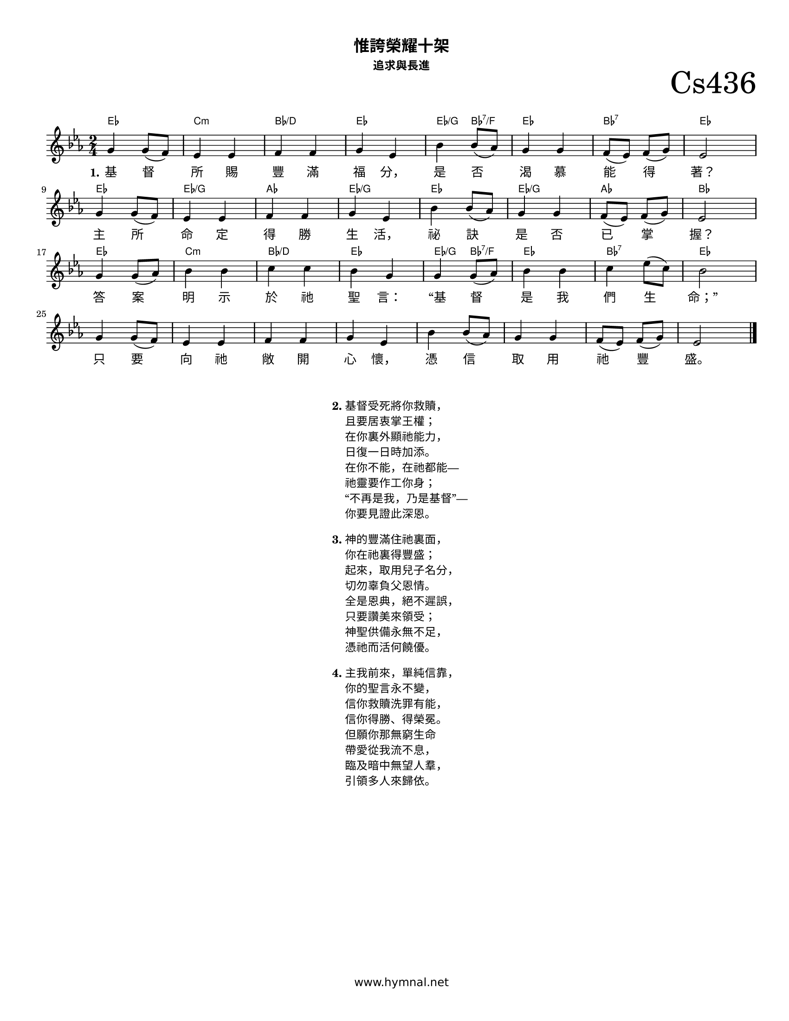 惟誇榮耀十架
追求與長進
Cs436
E♭ Cm B♭/D E♭ E♭/G B♭7/F E♭ B♭7 E♭
1. 基 督 所 賜 豐 滿 福 分， 是 否 渴 慕 能 得 著？
9 E♭ E♭/G A♭ E♭/G E♭ E♭/G A♭ B♭
主 所 命 定 得 勝 生 活， 祕 訣 是 否 已 掌 握？
17 E♭ Cm B♭/D E♭ E♭/G B♭7/F E♭ B♭7 E♭
答 案 明 示 於 祂 聖 言： “基 督 是 我 們 生 命；”
25
只 要 向 祂 敞 開 心 懷， 憑 信 取 用 祂 豐 盛。
2. 基督受死將你救贖，
且要居衷掌王權；
在你裏外顯祂能力，
日復一日時加添。
在你不能，在祂都能—
祂靈要作工你身；
“不再是我，乃是基督”—
你要見證此深恩。
3. 神的豐滿住祂裏面，
你在祂裏得豐盛；
起來，取用兒子名分，
切勿辜負父恩情。
全是恩典，絕不遲誤，
只要讚美來領受；
神聖供備永無不足，
憑祂而活何饒優。
4. 主我前來，單純信靠，
你的聖言永不變，
信你救贖洗罪有能，
信你得勝、得榮冕。
但願你那無窮生命
帶愛從我流不息，
臨及暗中無望人羣，
引領多人來歸依。
www.hymnal.net